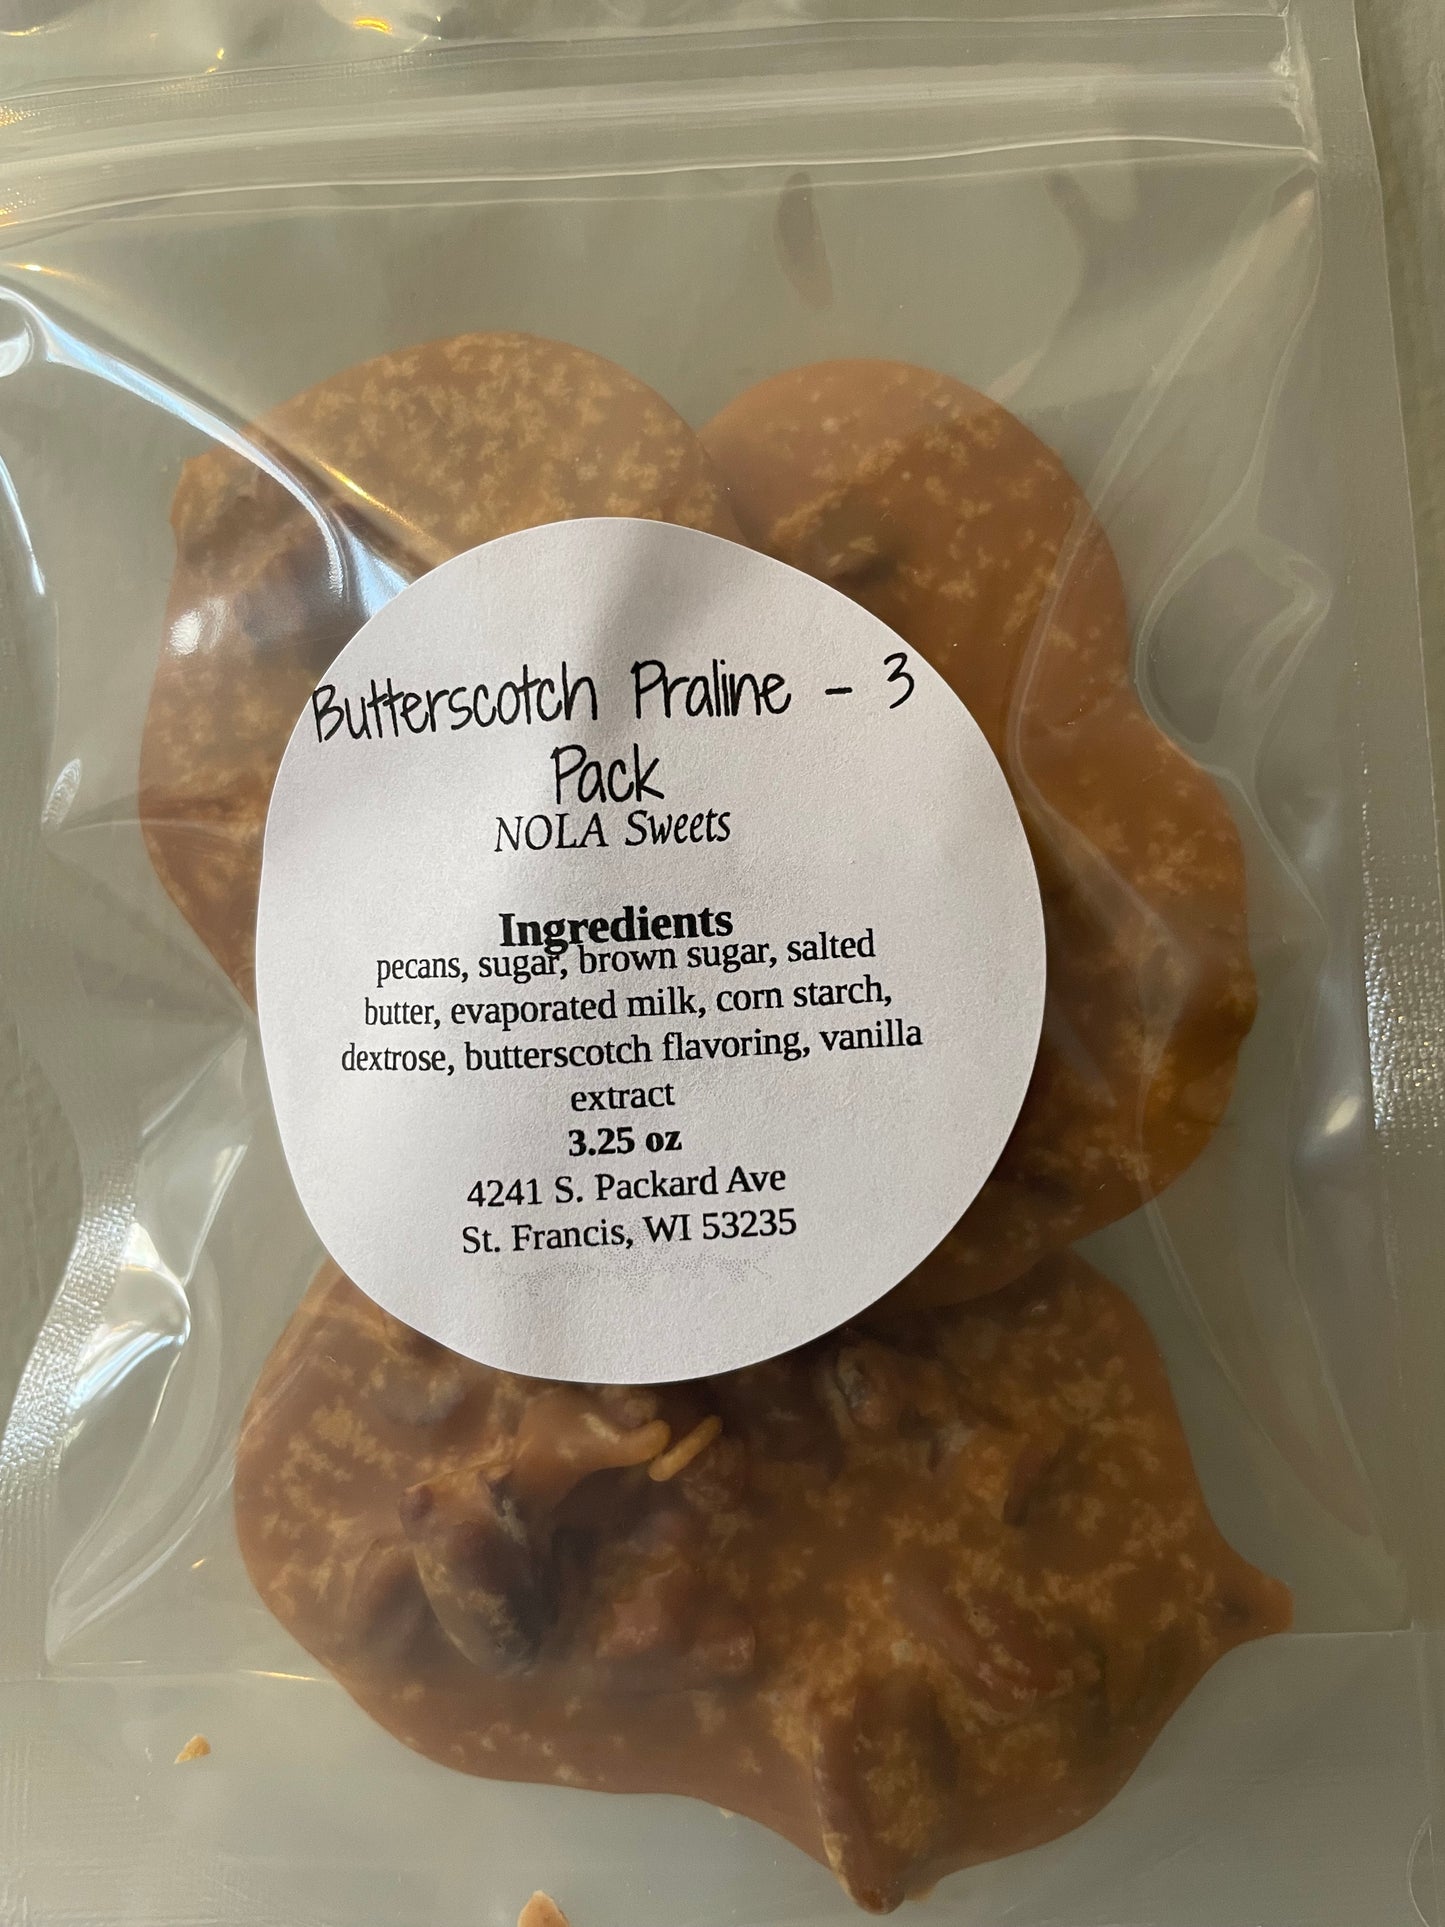 Butterscotch Praline - 3
Pack
NOLA Sweets
Ingredients
pecans, sugar, brown sugar, salted
butter, evaporated milk, corn starch,
dextrose, butterscotch flavoring, vanilla
extract
3.25 oz
4241 S. Packard Ave
St. Francis, WI 53235